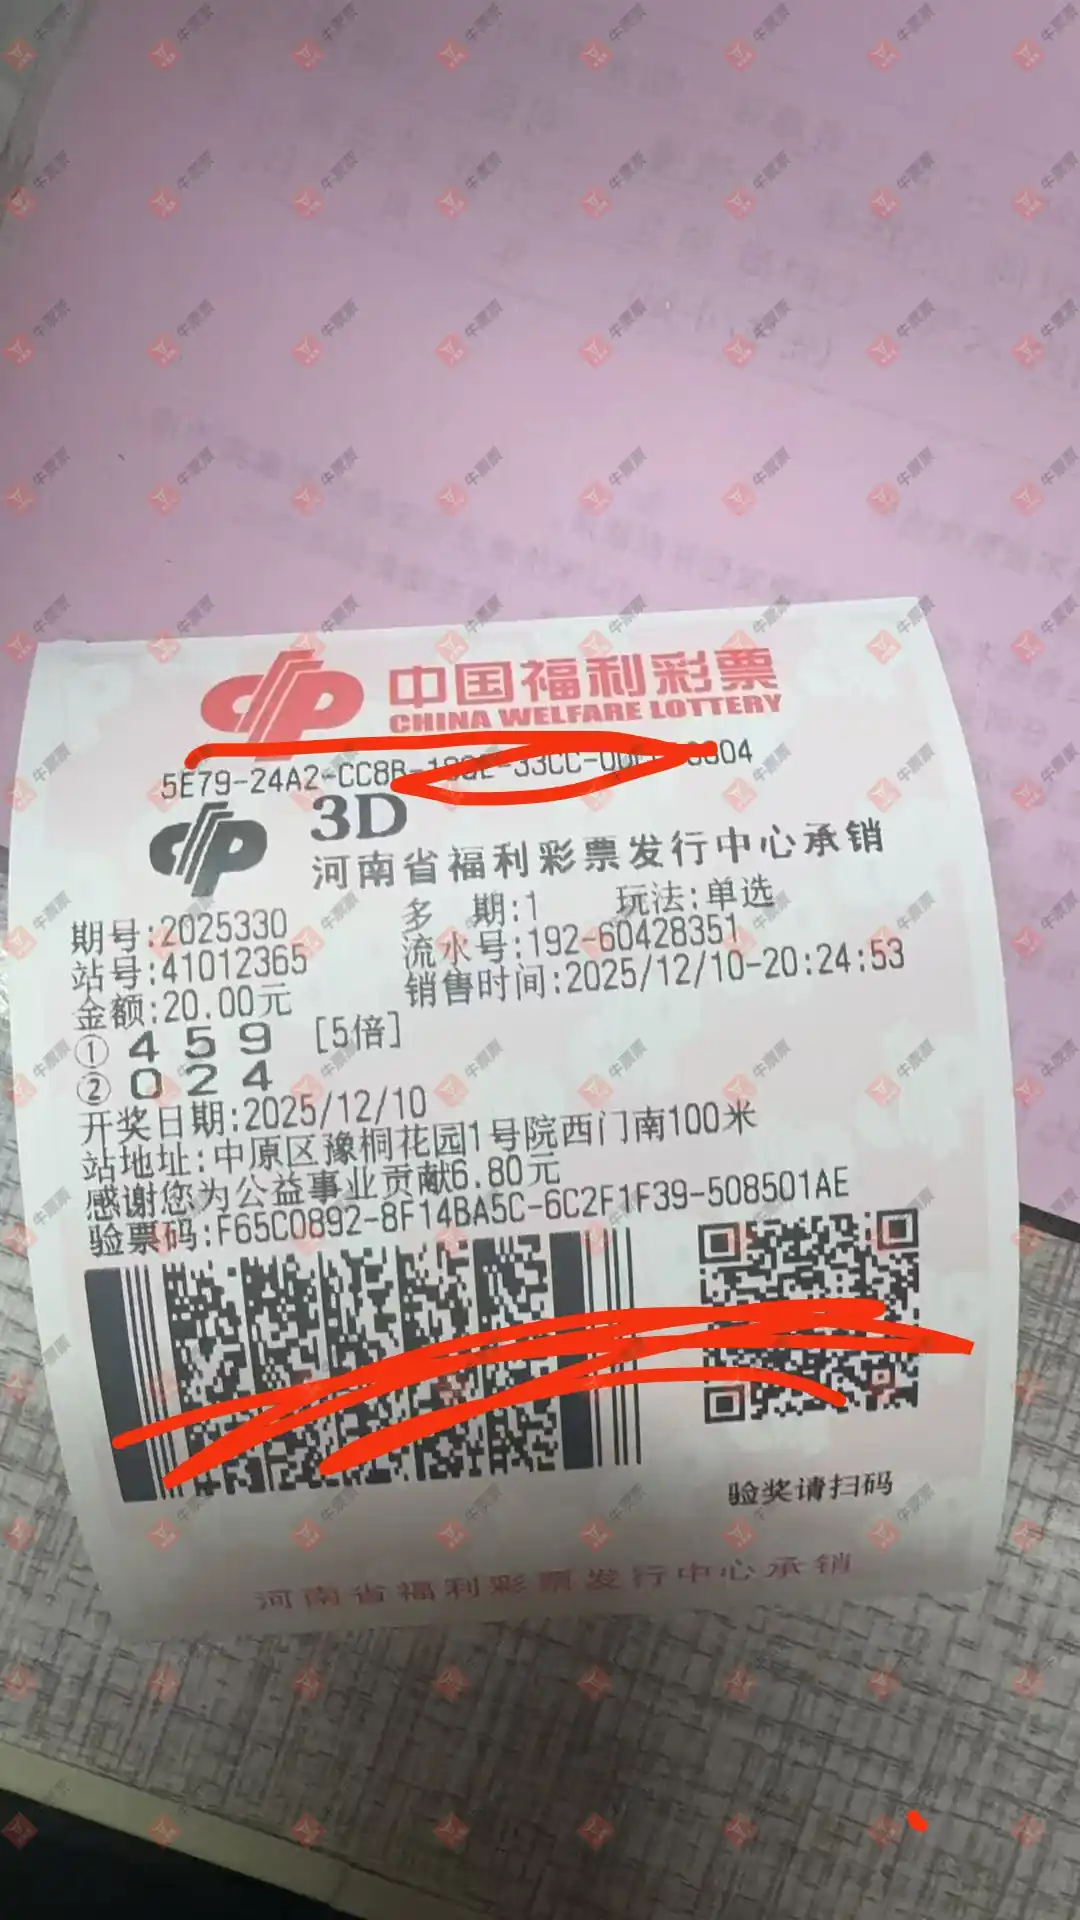 中国福利彩票
CHINA WELFARE LOTTERY
5E79-24A2-CC8B-
3D
河南省福利彩票发行中心承销
期号:2025330 多 期:1 玩法:单选
站号:41012365 流水号:192-60428351
金额:20.00元 销售时间:2025/12/10-20:24:53
① 4 5 9 [5倍]
② 0 2 4
开奖日期:2025/12/10
站地址:中原区豫桐花园1号院西门南100米
感谢您为公益事业贡献6.80元
验票码:F65C0892-8F14BA5C-6C2F1F39-508501AE
验奖请扫码
河南省福利彩票发行中心承销
牛票票